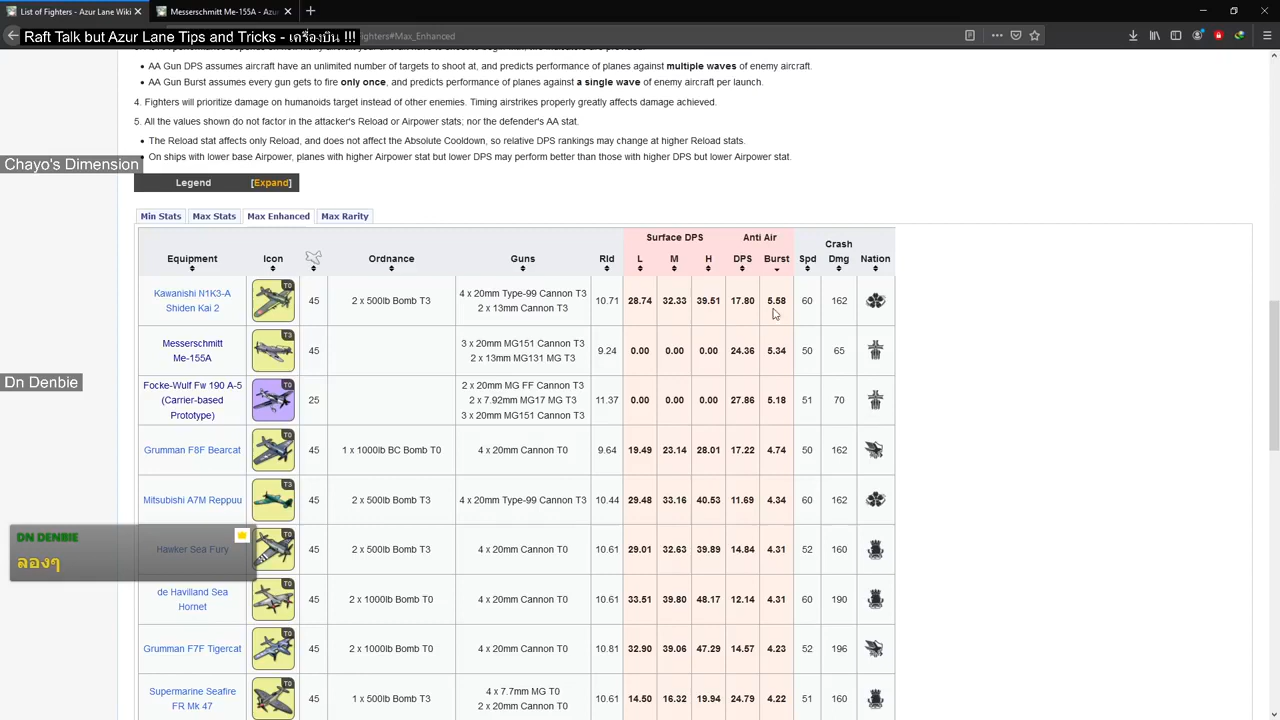 List of Fighters - Azur Lane Wiki
Messerschmitt Me-155A - Azur
Raft Talk but Azur Lane Tips and Tricks - เครื่องบิน !!!
ighters#Max_Enhanced
AA Gun DPS assumes aircraft have an unlimited number of targets to shoot at, and predicts performance of planes against multiple waves of enemy aircraft.
AA Gun Burst assumes every gun gets to fire only once, and predicts performance of planes against a single wave of enemy aircraft per launch.
4. Fighters will prioritize damage on humanoids target instead of other enemies. Timing airstrikes properly greatly affects damage achieved.
5. All the values shown do not factor in the attacker's Reload or Airpower stats; nor the defender's AA stat.
The Reload stat affects only Reload, and does not affect the Absolute Cooldown, so relative DPS rankings may change at higher Reload stats.
On ships with lower base Airpower, planes with higher Airpower stat but lower DPS may perform better than those with higher DPS but lower Airpower stat.
Chayo's Dimension
Legend [Expand]
Min Stats Max Stats Max Enhanced Max Rarity
Surface DPS Anti Air
Equipment Icon Ordnance Guns Rld L M H DPS Burst Spd Crash Dmg Nation
Kawanishi N1K3-A Shiden Kai 2 T0 45 2 x 500lb Bomb T3 4 x 20mm Type-99 Cannon T3 2 x 13mm Cannon T3 10.71 28.74 32.33 39.51 17.80 5.58 60 162
Messerschmitt Me-155A T3 45 3 x 20mm MG151 Cannon T3 2 x 13mm MG131 MG T3 9.24 0.00 0.00 0.00 24.36 5.34 50 65
Dn Denbie
Focke-Wulf Fw 190 A-5 (Carrier-based Prototype) T0 25 2 x 20mm MG FF Cannon T3 2 x 7.92mm MG17 MG T3 3 x 20mm MG151 Cannon T3 11.37 0.00 0.00 0.00 27.86 5.18 51 70
Grumman F8F Bearcat T0 45 1 x 1000lb BC Bomb T0 4 x 20mm Cannon T0 9.64 19.49 23.14 28.01 17.22 4.74 50 162
Mitsubishi A7M Reppuu T3 45 2 x 500lb Bomb T3 4 x 20mm Type-99 Cannon T3 10.44 29.48 33.16 40.53 11.69 4.34 60 162
DN DENBIE
ลองๆ
Hawker Sea Fury T0 45 2 x 500lb Bomb T3 4 x 20mm Cannon T0 10.61 29.01 32.63 39.89 14.84 4.31 52 160
de Havilland Sea Hornet T0 45 2 x 1000lb Bomb T0 4 x 20mm Cannon T0 10.61 33.51 39.80 48.17 12.14 4.31 60 190
Grumman F7F Tigercat T0 45 2 x 1000lb Bomb T0 4 x 20mm Cannon T0 10.81 32.90 39.06 47.29 14.57 4.23 52 196
Supermarine Seafire FR Mk 47 T0 45 1 x 500lb Bomb T3 4 x 7.7mm MG T0 2 x 20mm Cannon T0 10.61 14.50 16.32 19.94 24.79 4.22 51 160